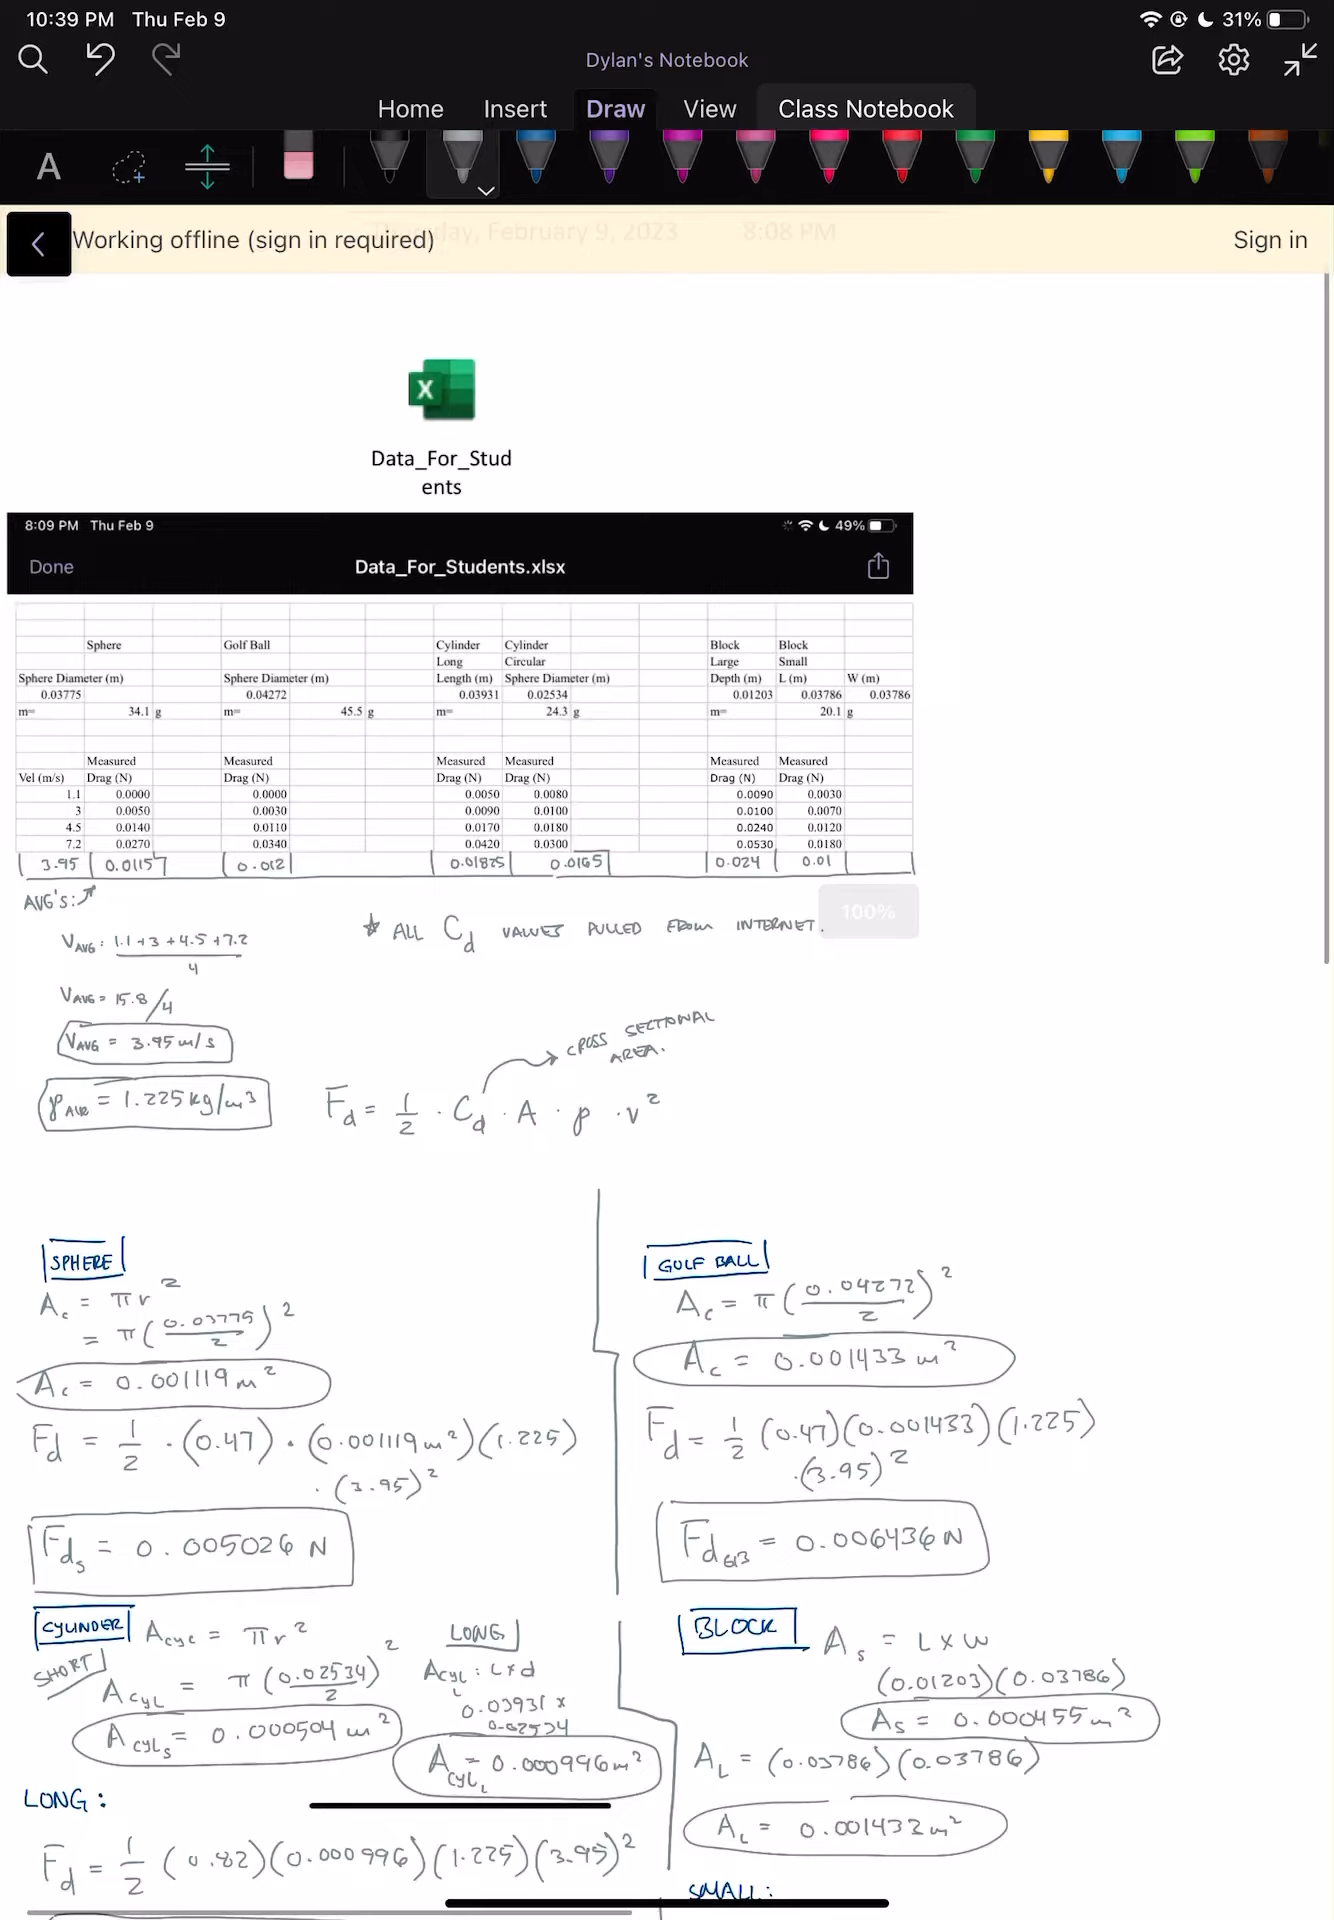 10:39 PM Thu Feb 9
31%
Dylan's Notebook
Home Insert Draw View Class Notebook
A
Thursday, February 9, 2023 8:08 PM
Working offline (sign in required) Sign in
X
Data_For_Stud
ents
8:09 PM Thu Feb 9 49%
Done Data_For_Students.xlsx
Sphere Golf Ball Cylinder Cylinder Block Block
Long Circular Large Small
Sphere Diameter (m) Sphere Diameter (m) Length (m) Sphere Diameter (m) Depth (m) L (m) W (m)
0.03775 0.04272 0.03931 0.02534 0.01203 0.03786 0.03786
m= 34.1 g m= 45.5 g m= 24.3 g m= 20.1 g
Measured Measured Measured Measured Measured Measured
Vel (m/s) Drag (N) Drag (N) Drag (N) Drag (N) Drag (N) Drag (N)
1.1 0.0000 0.0000 0.0050 0.0080 0.0090 0.0030
3 0.0050 0.0030 0.0090 0.0100 0.0100 0.0070
4.5 0.0140 0.0110 0.0170 0.0180 0.0240 0.0120
7.2 0.0270 0.0340 0.0420 0.0300 0.0530 0.0180
3.95 0.0115 0.012 0.01825 0.0165 0.024 0.01
AVG'S:
100%
★ ALL Cd VALUES PULLED FROM INTERNET.
VAVG: 1.1+3+4.5+7.2
4
VAVG = 15.8/4
VAVG = 3.95 m/s
CROSS SECTIONAL
AREA.
ρAIR = 1.225 kg/m³
Fd = 1/2 · Cd · A · ρ · v²
SPHERE
Ac = πr²
= π(0.03775/2)²
Ac = 0.001119 m²
Fd = 1/2 · (0.47) · (0.001119 m²)(1.225)
· (3.95)²
Fds = 0.005026 N
GOLF BALL
Ac = π(0.04272/2)²
Ac = 0.001433 m²
Fd = 1/2 (0.47)(0.001433)(1.225)
·(3.95)²
FdGB = 0.006436 N
CYLINDER Acyc = πr²
SHORT
ACYL = π(0.02534/2)²
ACYLS = 0.000504 m²
LONG
ACYL: L×d
0.03931 ×
0.02534
ACYLL = 0.000996 m²
LONG:
Fd = 1/2 (0.82)(0.000996)(1.225)(3.95)²
BLOCK As = L×W
(0.01203)(0.03786)
As = 0.000455 m²
AL = (0.03786)(0.03786)
AL = 0.001433 m²
SMALL: